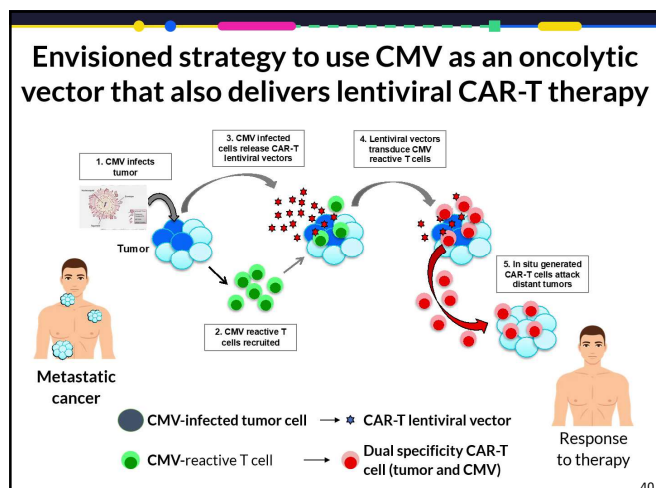 Envisioned strategy to use CMV as an oncolytic
vector that also delivers lentiviral CAR-T therapy
1. CMV infects
tumor
3. CMV infected
cells release CAR-T
lentiviral vectors
4. Lentiviral vectors
transduce CMV
reactive T cells
Tumor
2. CMV reactive T
cells recruited
5. In situ generated
CAR-T cells attack
distant tumors
Metastatic
cancer
CMV-infected tumor cell
CAR-T lentiviral vector
CMV-reactive T cell
Dual specificity CAR-T
cell (tumor and CMV)
Response
to therapy
40